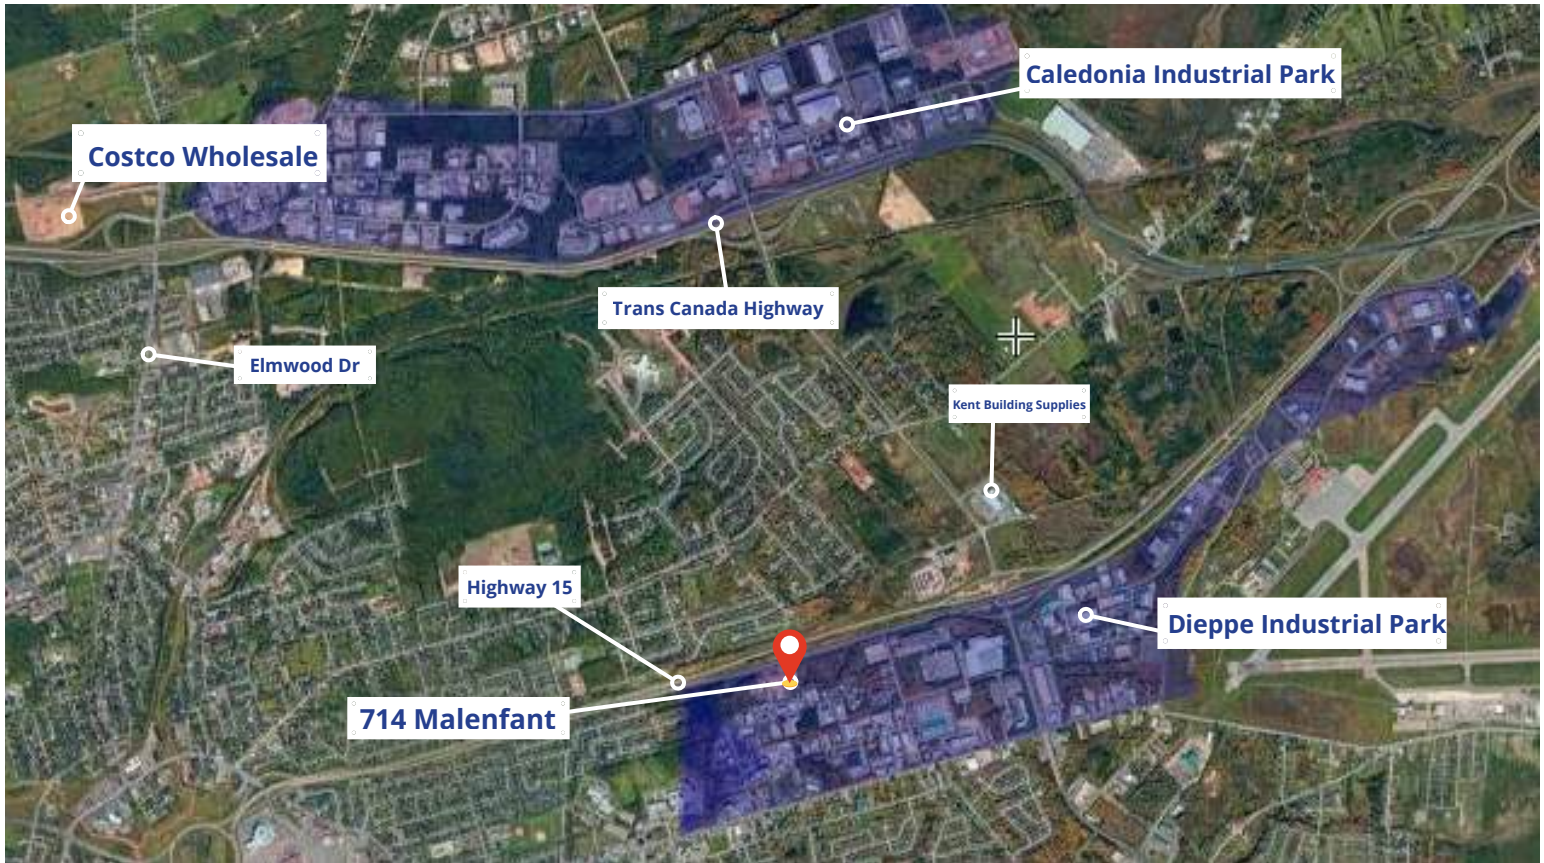 Caledonia Industrial Park
Costco Wholesale
Trans Canada Highway
Elmwood Dr
Kent Building Supplies
Highway 15
Dieppe Industrial Park
714 Malenfant